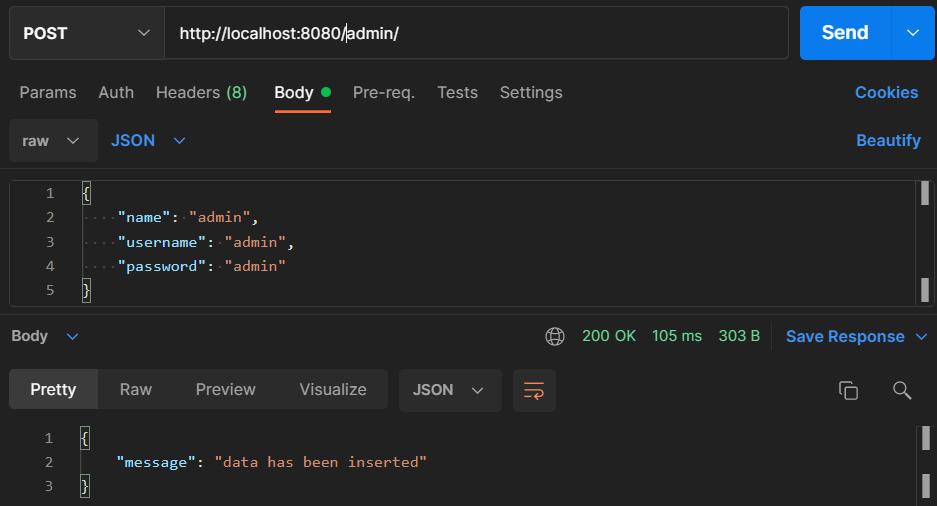 POST http://localhost:8080/admin/ Send
Params Auth Headers (8) Body Pre-req. Tests Settings Cookies
raw JSON Beautify
1 {
2 "name": "admin",
3 "username": "admin",
4 "password": "admin"
5 }
Body 200 OK 105 ms 303 B Save Response
Pretty Raw Preview Visualize JSON
1 {
2 "message": "data has been inserted"
3 }